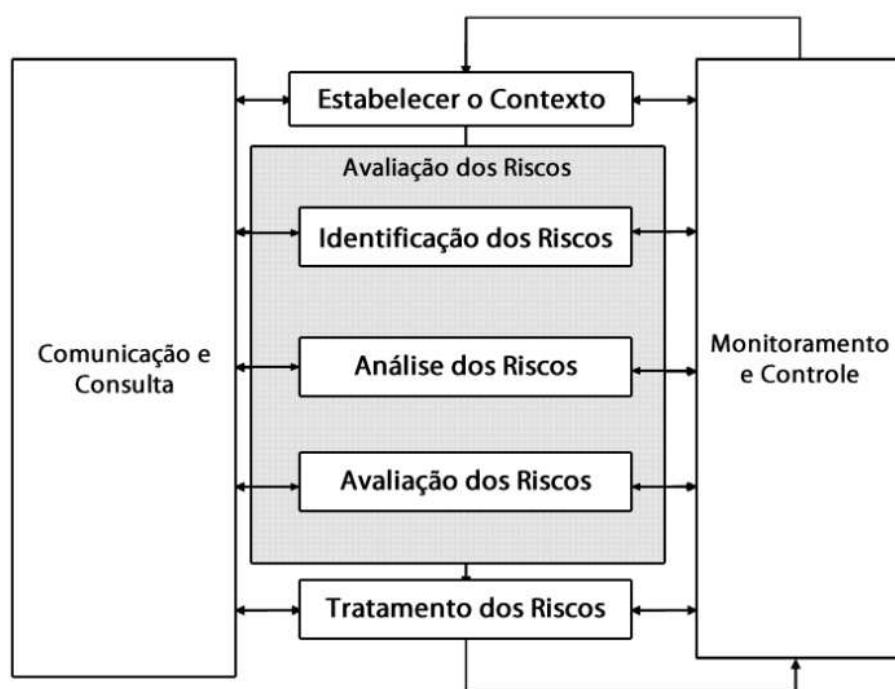 Estabelecer o Contexto
Avaliação dos Riscos
Identificação dos Riscos
Comunicação e
Consulta
Análise dos Riscos
Monitoramento
e Controle
Avaliação dos Riscos
Tratamento dos Riscos